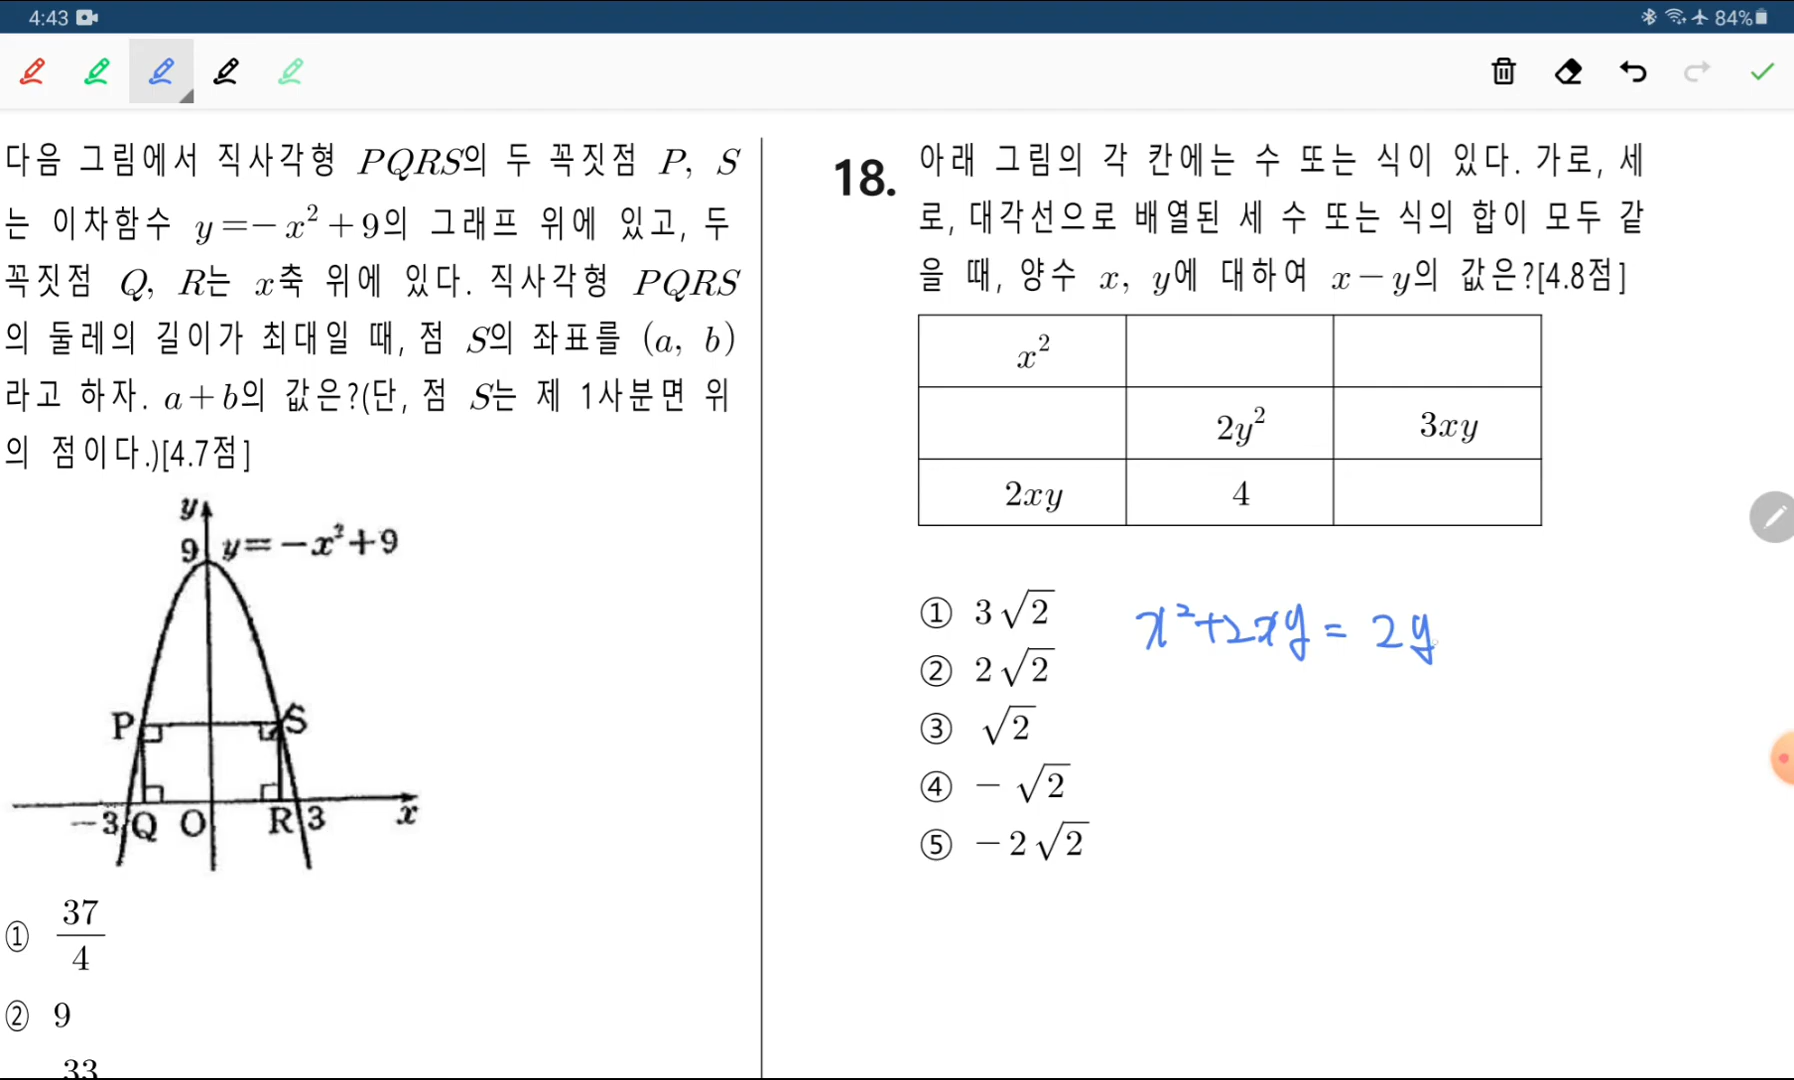 4:43
84%
다음 그림에서 직사각형 PQRS의 두 꼭짓점 P, S
는 이차함수 y=-x²+9의 그래프 위에 있고, 두
꼭짓점 Q, R는 x축 위에 있다. 직사각형 PQRS
의 둘레의 길이가 최대일 때, 점 S의 좌표를 (a, b)
라고 하자. a+b의 값은?(단, 점 S는 제 1사분면 위
의 점이다.)[4.7점]
y
9 y=-x²+9
P S
-3 Q O R 3 x
① 37/4
② 9
33
18. 아래 그림의 각 칸에는 수 또는 식이 있다. 가로, 세
로, 대각선으로 배열된 세 수 또는 식의 합이 모두 같
을 때, 양수 x, y에 대하여 x-y의 값은?[4.8점]
x²
2y² 3xy
2xy 4
① 3√2
② 2√2
③ √2
④ -√2
⑤ -2√2
x²+2xy = 2y